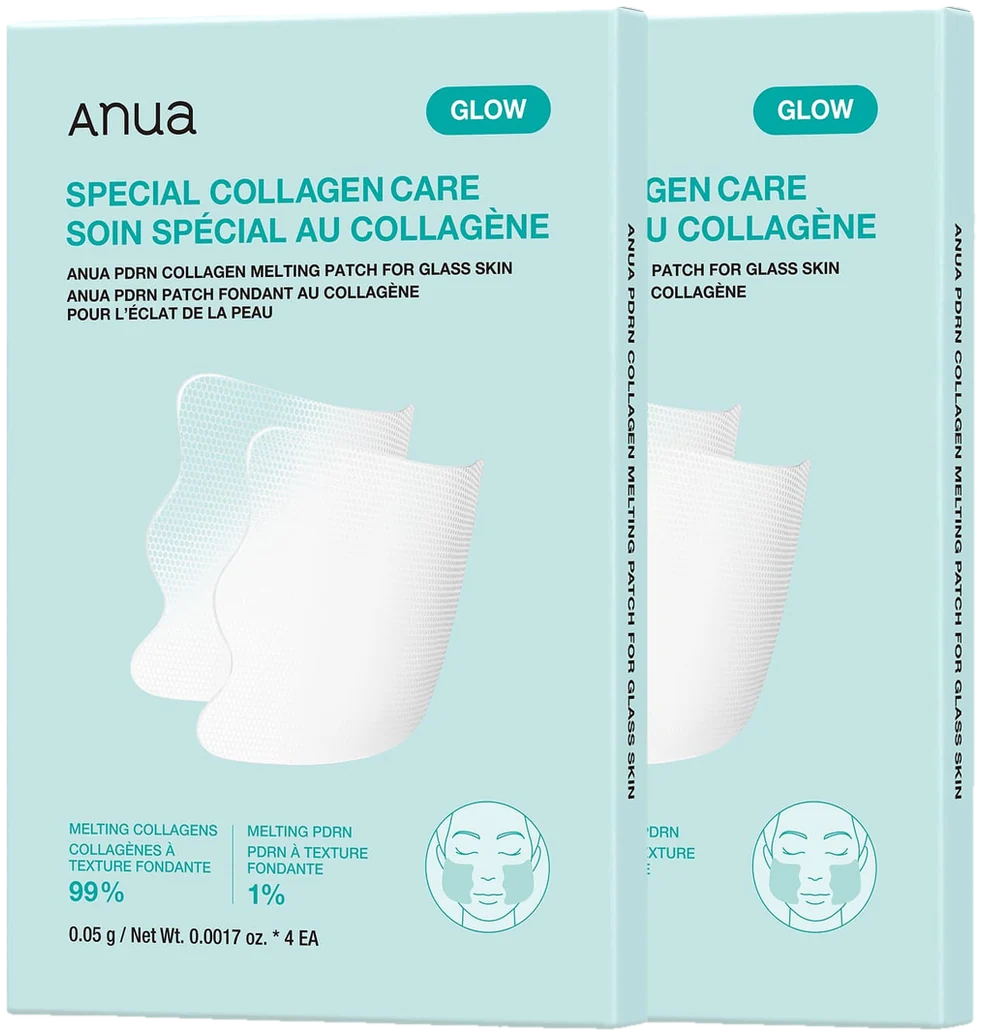 Anua
GLOW
SPECIAL COLLAGEN CARE
SOIN SPÉCIAL AU COLLAGÈNE
ANUA PDRN COLLAGEN MELTING PATCH FOR GLASS SKIN
ANUA PDRN PATCH FONDANT AU COLLAGÈNE
POUR L'ÉCLAT DE LA PEAU
MELTING COLLAGENS
COLLAGÈNES À
TEXTURE FONDANTE
99%
MELTING PDRN
PDRN À TEXTURE
FONDANTE
1%
0.05 g / Net Wt. 0.0017 oz. * 4 EA
ANUA PDRN COLLAGEN MELTING PATCH FOR GLASS SKIN
GLOW
GEN CARE
U COLLAGÈNE
PATCH FOR GLASS SKIN
COLLAGÈNE
PDRN
XTURE
ANUA PDRN COLLAGEN MELTING PATCH FOR GLASS SKIN